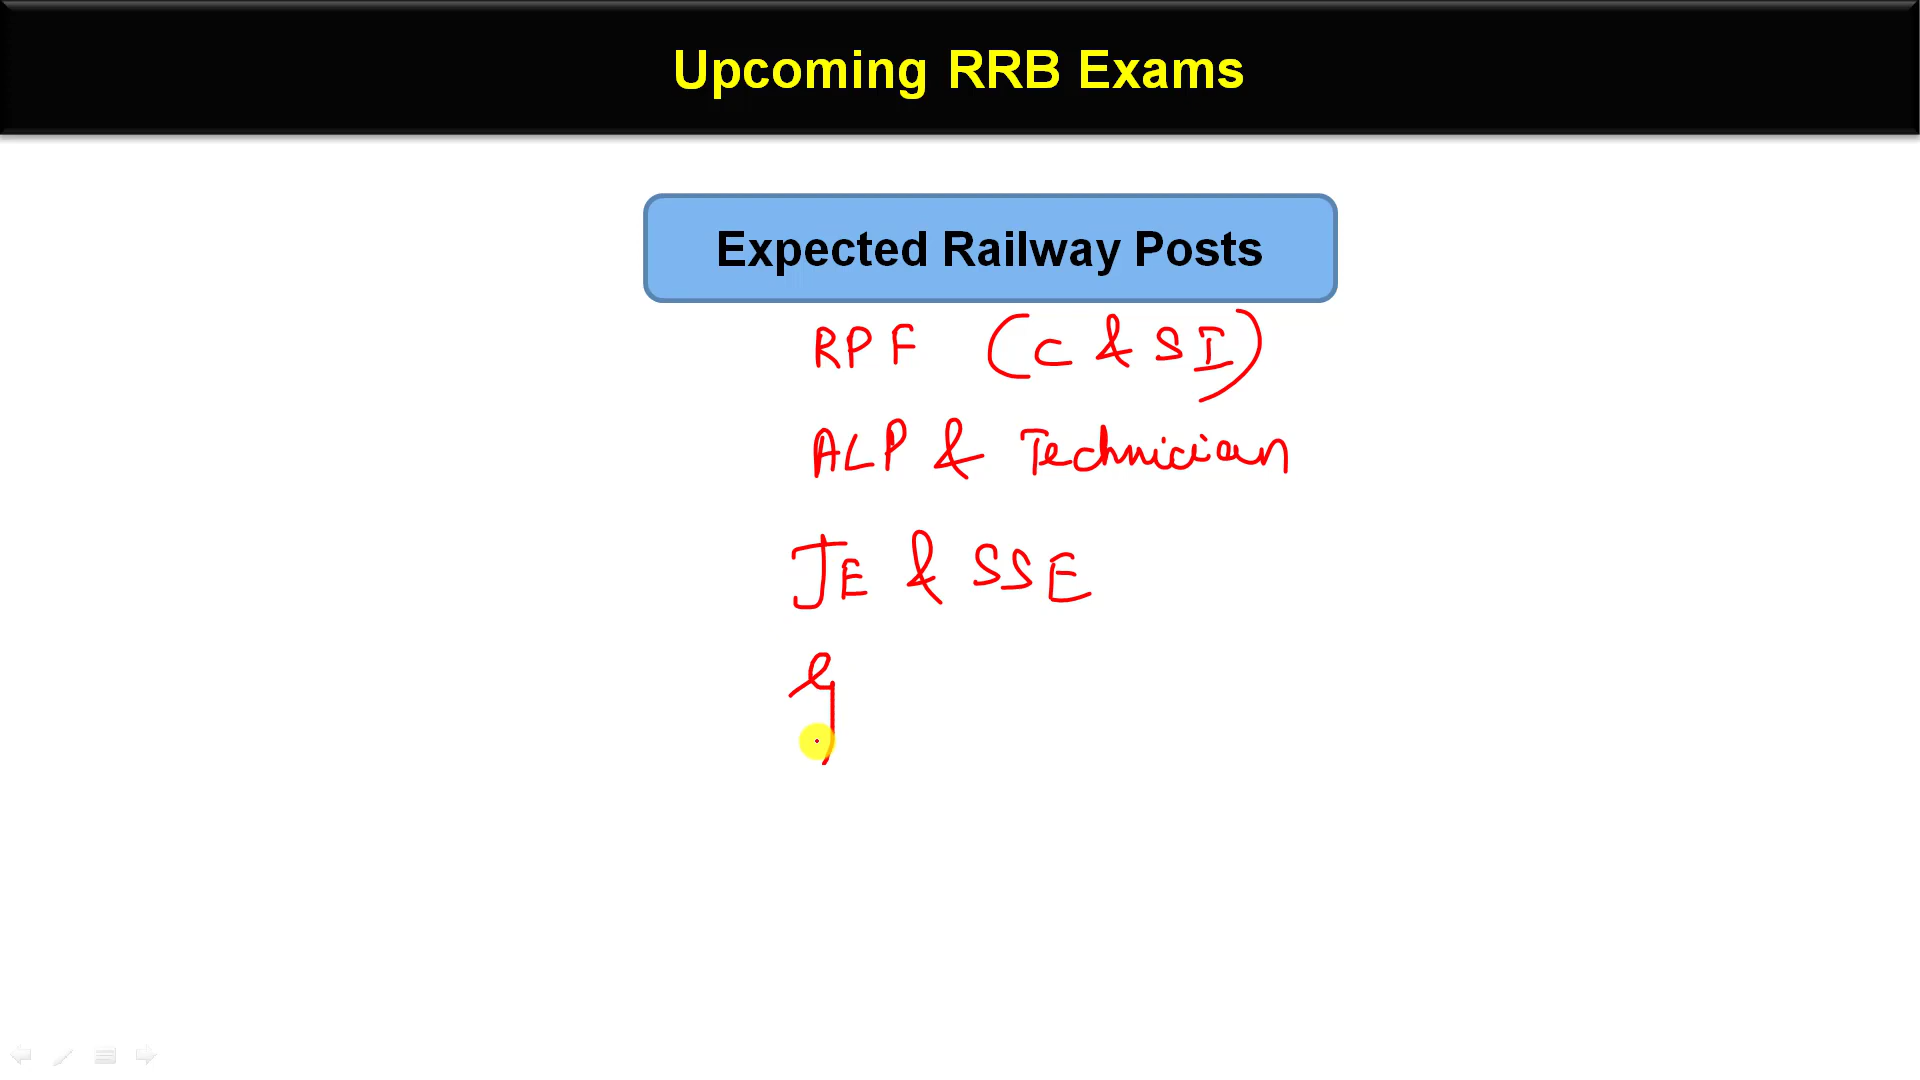 Upcoming RRB Exams
Expected Railway Posts
RPF (C & SI)
ALP & Technician
JE & SSE
G